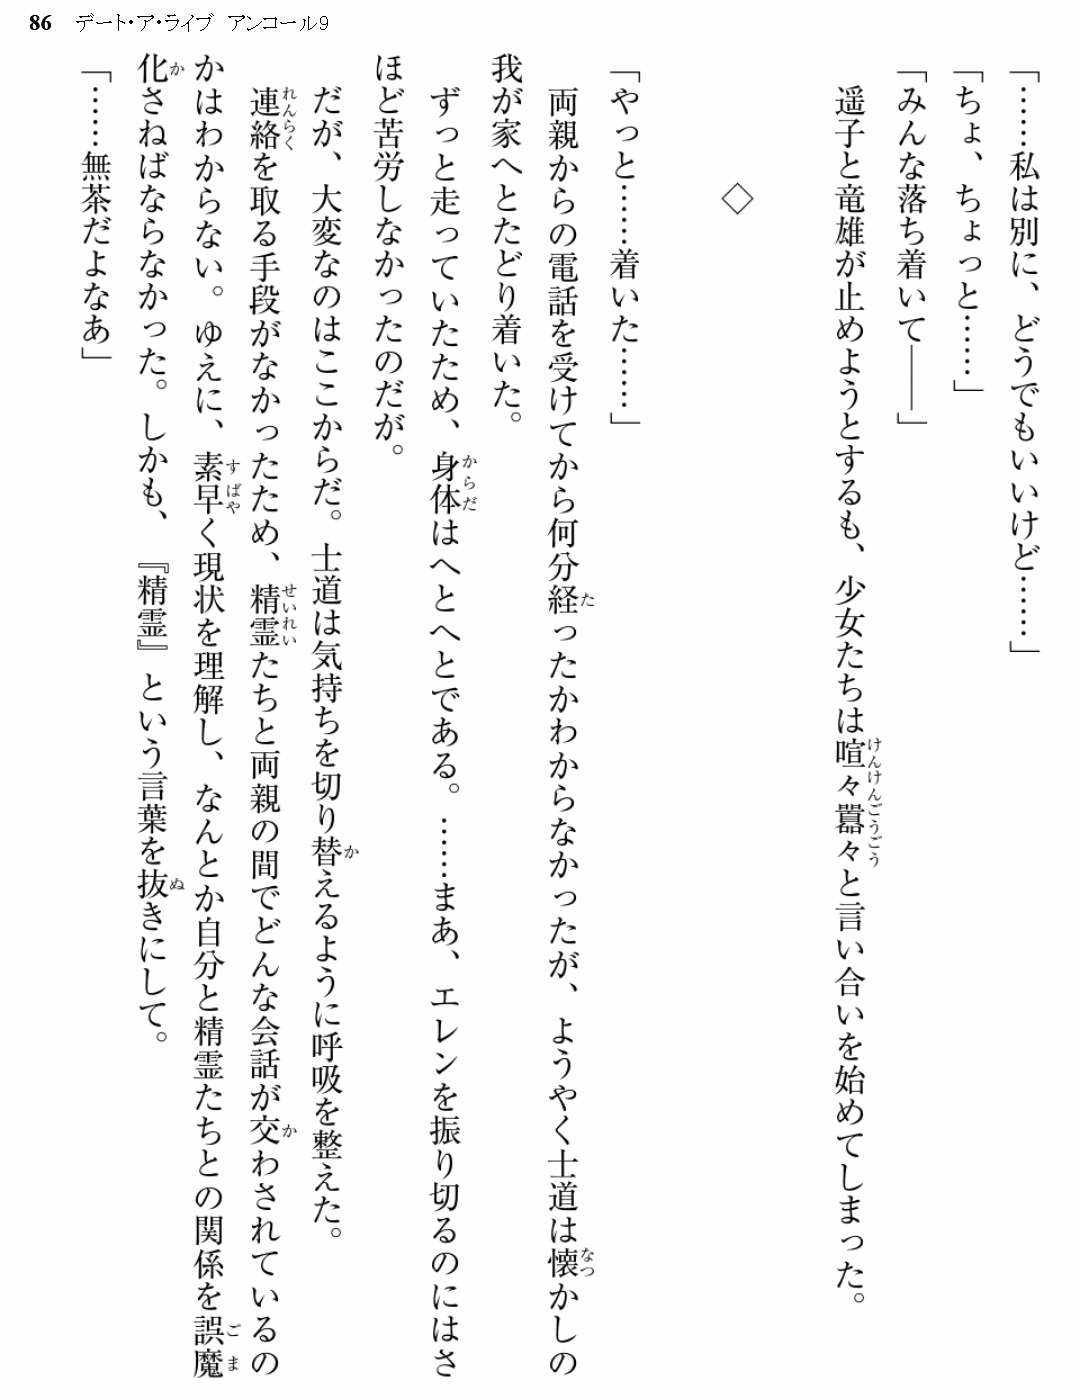 86 デート・ア・ライブ アンコール9
「……私は別に、どうでもいいけど……」
「ちょ、ちょっと……」
「みんな落ち着いて――」
遥子と竜雄が止めようとするも、少女たちは喧々囂々と言い合いを始めてしまった。
◇
「やっと……着いた……」
両親からの電話を受けてから何分経ったかわからなかったが、ようやく士道は懐かしの
我が家へとたどり着いた。
ずっと走っていたため、身体はへとへとである。……まあ、エレンを振り切るのにはさ
ほど苦労しなかったのだが。
だが、大変なのはここからだ。士道は気持ちを切り替えるように呼吸を整えた。
連絡を取る手段がなかったため、精霊たちと両親の間でどんな会話が交わされているの
かはわからない。ゆえに、素早く現状を理解し、なんとか自分と精霊たちとの関係を誤魔
化さねばならなかった。しかも、『精霊』という言葉を抜きにして。
「……無茶だよなあ」